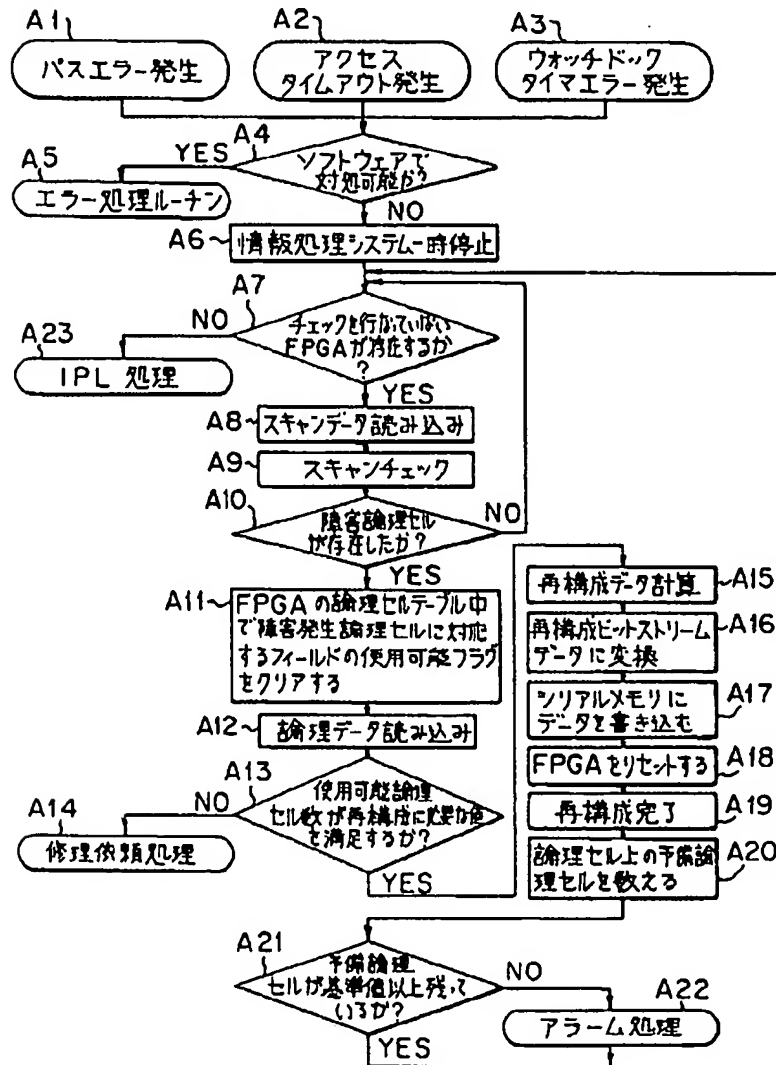 A1
パスエラー発生
A2
アクセス
タイムアウト発生
A3
ウォッチドック
タイマエラー発生
A4
ソフトウェアで
対処可能か?
YES
A5
エラー処理ルーチン
NO
A6
情報処理システム一時停止
A7
チェックを行なっていない
FPGAが存在するか
?
NO
A23
IPL 処理
YES
A8
スキャンデータ読み込み
A9
スキャンチェック
A10
障害論理セル
が存在したか?
NO
YES
A11
FPGAの論理セルテーブル中
で障害発生論理セルに対応
するフィールドの使用可能フラグ
をクリアする
A12
論理データ読み込み
A13
使用可能論理
セル数が再構成に必要な値
を満足するか?
NO
A14
修理依頼処理
YES
再構成データ計算
A15
再構成ビットストリーム
データに変換
A16
シリアルメモリに
データを書き込む
A17
FPGAをリセットする
A18
再構成完了
A19
論理セル上の予備論
理セルを数える
A20
A21
予備論理
セルが基準値以上残って
いるか?
NO
A22
アラーム処理
YES